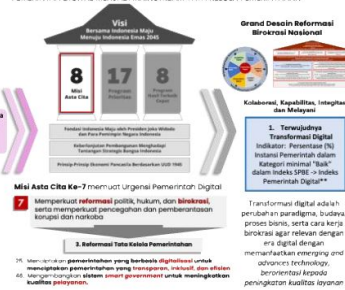 Visi
Bersama Indonesia Maju
Menuju Indonesia Emas 2045
8
Misi
Asta Cita
17
Program
Prioritas
8
Program
Hasil Terbaik
Cepat
Fondasi Indonesia Maju oleh Presiden Joko Widodo
dan Para Pemimpin Negara Indonesia
Keberlanjutan Pembangunan Menghadapi
Tantangan Strategis Bangsa Indonesia
Prinsip-Prinsip Ekonomi Pancasila Berdasarkan UUD 1945
Misi Asta Cita Ke-7 memuat Urgensi Pemerintah Digital
7
Memperkuat reformasi politik, hukum, dan birokrasi,
serta memperkuat pencegahan dan pemberantasan
korupsi dan narkoba
3. Reformasi Tata Kelola Pemerintahan
25. Menciptakan pemerintahan yang berbasis digitalisasi untuk
menciptakan pemerintahan yang transparan, inklusif, dan efisien
46. Mengembangkan sistem smart government untuk meningkatkan
kualitas pelayanan.
Grand Desain Reformasi
Birokrasi Nasional
Kolaborasi, Kapabilitas, Integritas
dan Melayani
1. Terwujudnya
Transformasi Digital
Indikator: Persentase (%)
Instansi Pemerintah dalam
Kategori minimal "Baik"
dalam Indeks SPBE -> Indeks
Pemerintah Digital**
Transformasi digital adalah
perubahan paradigma, budaya
proses bisnis, serta cara kerja
birokrasi agar relevan dengan
era digital dengan
memanfaatkan emerging and
advances technology,
berorientasi kepada
peningkatan kualitas layanan